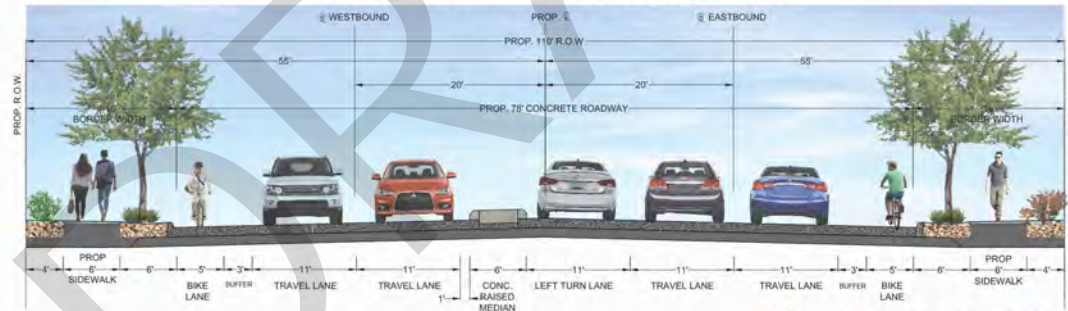 ℄ WESTBOUND PROP. ℄ ℄ EASTBOUND
PROP. 110' R.O.W.
55' 55'
20' 20'
PROP. R.O.W.
PROP. 78' CONCRETE ROADWAY
BORDER WIDTH BORDER WIDTH
PROP PROP
4' 6' 6' 5' 3' 11' 11' 6' 11' 11' 11' 3' 5' 6' 6' 4'
SIDEWALK BIKE BUFFER TRAVEL LANE TRAVEL LANE CONC. LEFT TURN LANE TRAVEL LANE TRAVEL LANE BUFFER BIKE SIDEWALK
LANE 1' RAISED LANE
MEDIAN